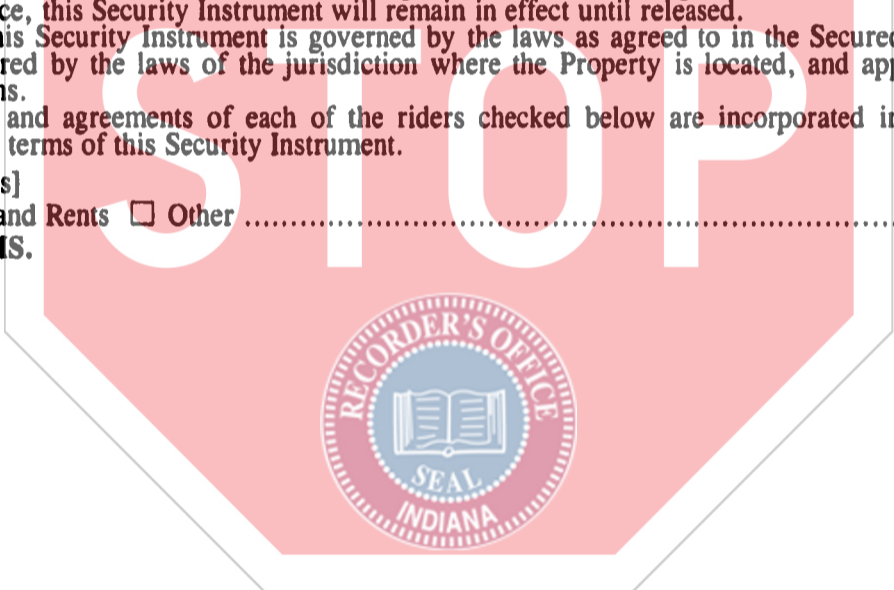 ce, this Security Instrument will remain in effect until released.
is Security Instrument is governed by the laws as agreed to in the Secured
red by the laws of the jurisdiction where the Property is located, and app
ns.
and agreements of each of the riders checked below are incorporated in
terms of this Security Instrument.
s]
and Rents ☐ Other ................................................................................
IS.
STOP
RECORDER'S OFFICE
SEAL
INDIANA